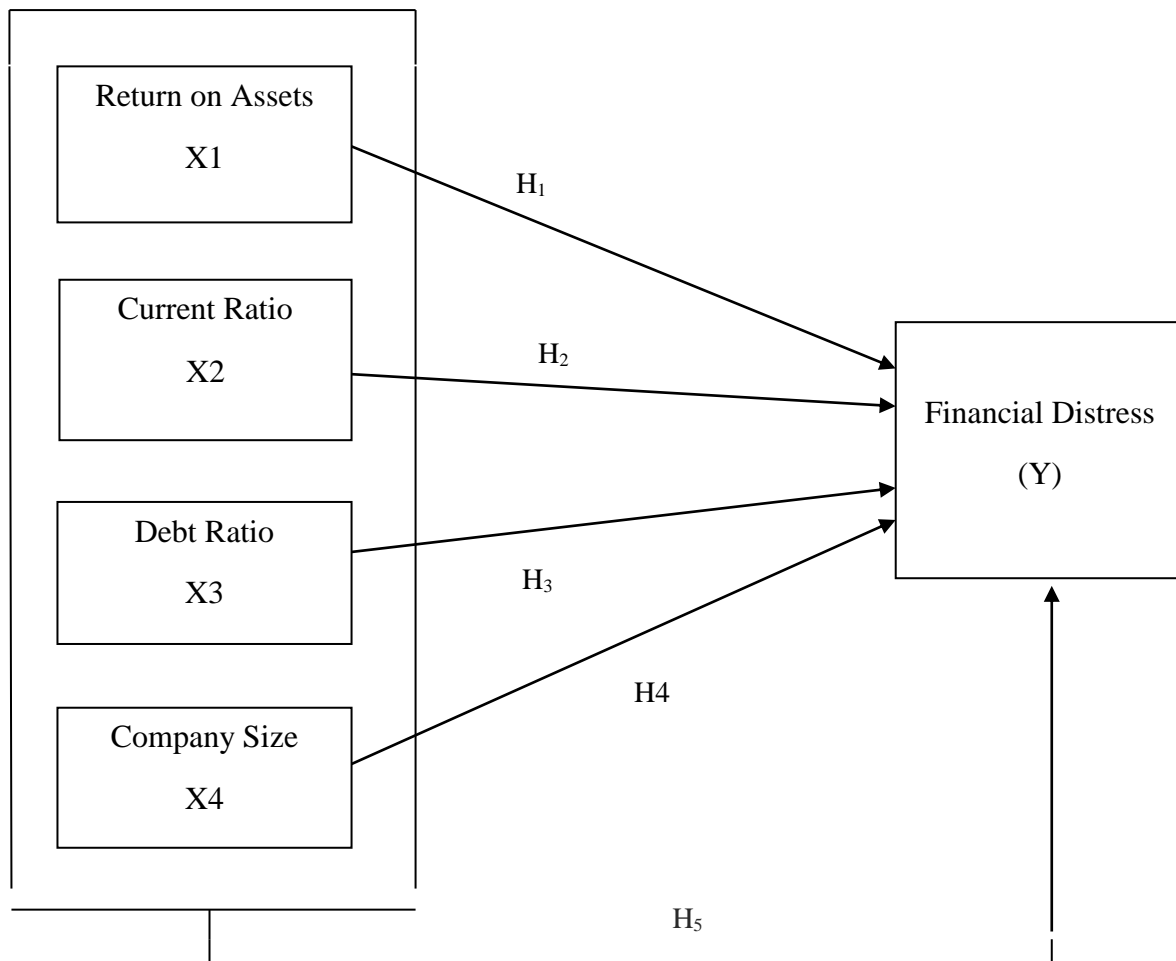 Return on Assets
X1
H₁
Current Ratio
X2
H₂
Financial Distress
(Y)
Debt Ratio
X3
H₃
H4
Company Size
X4
H₅